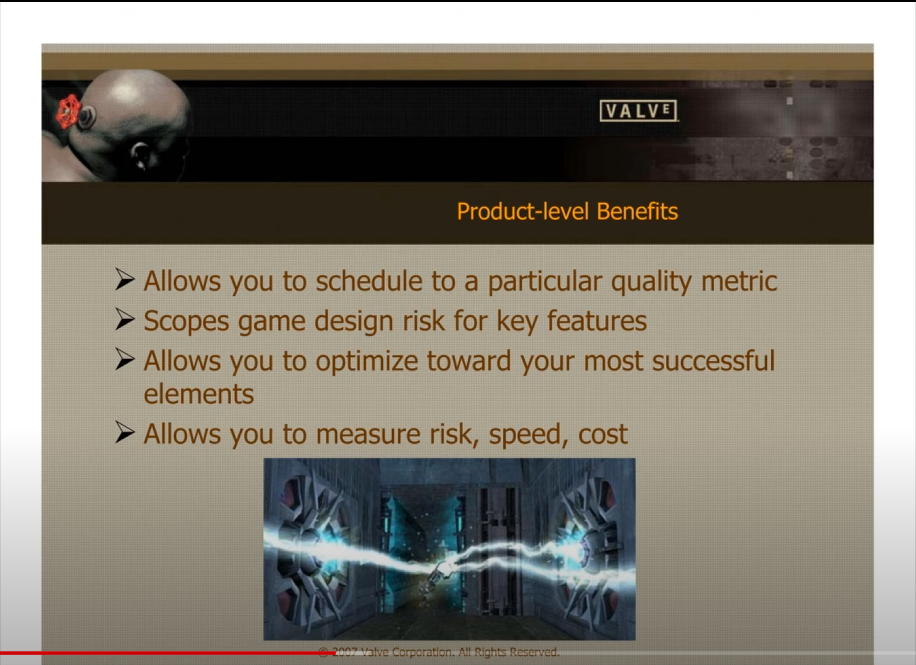 VALVE
Product-level Benefits
➢ Allows you to schedule to a particular quality metric
➢ Scopes game design risk for key features
➢ Allows you to optimize toward your most successful
elements
➢ Allows you to measure risk, speed, cost
© 2007 Valve Corporation. All Rights Reserved.